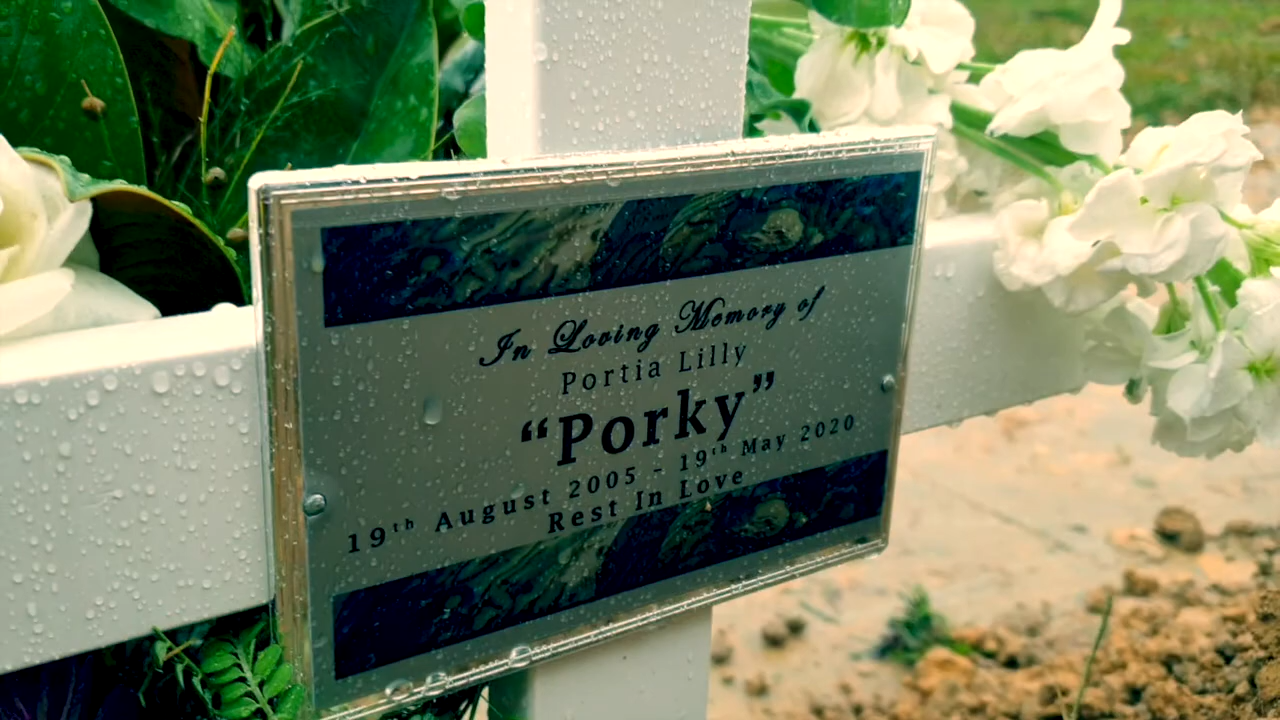 In Loving Memory of
Portia Lilly
“Porky”
19th August 2005 - 19th May 2020
Rest In Love